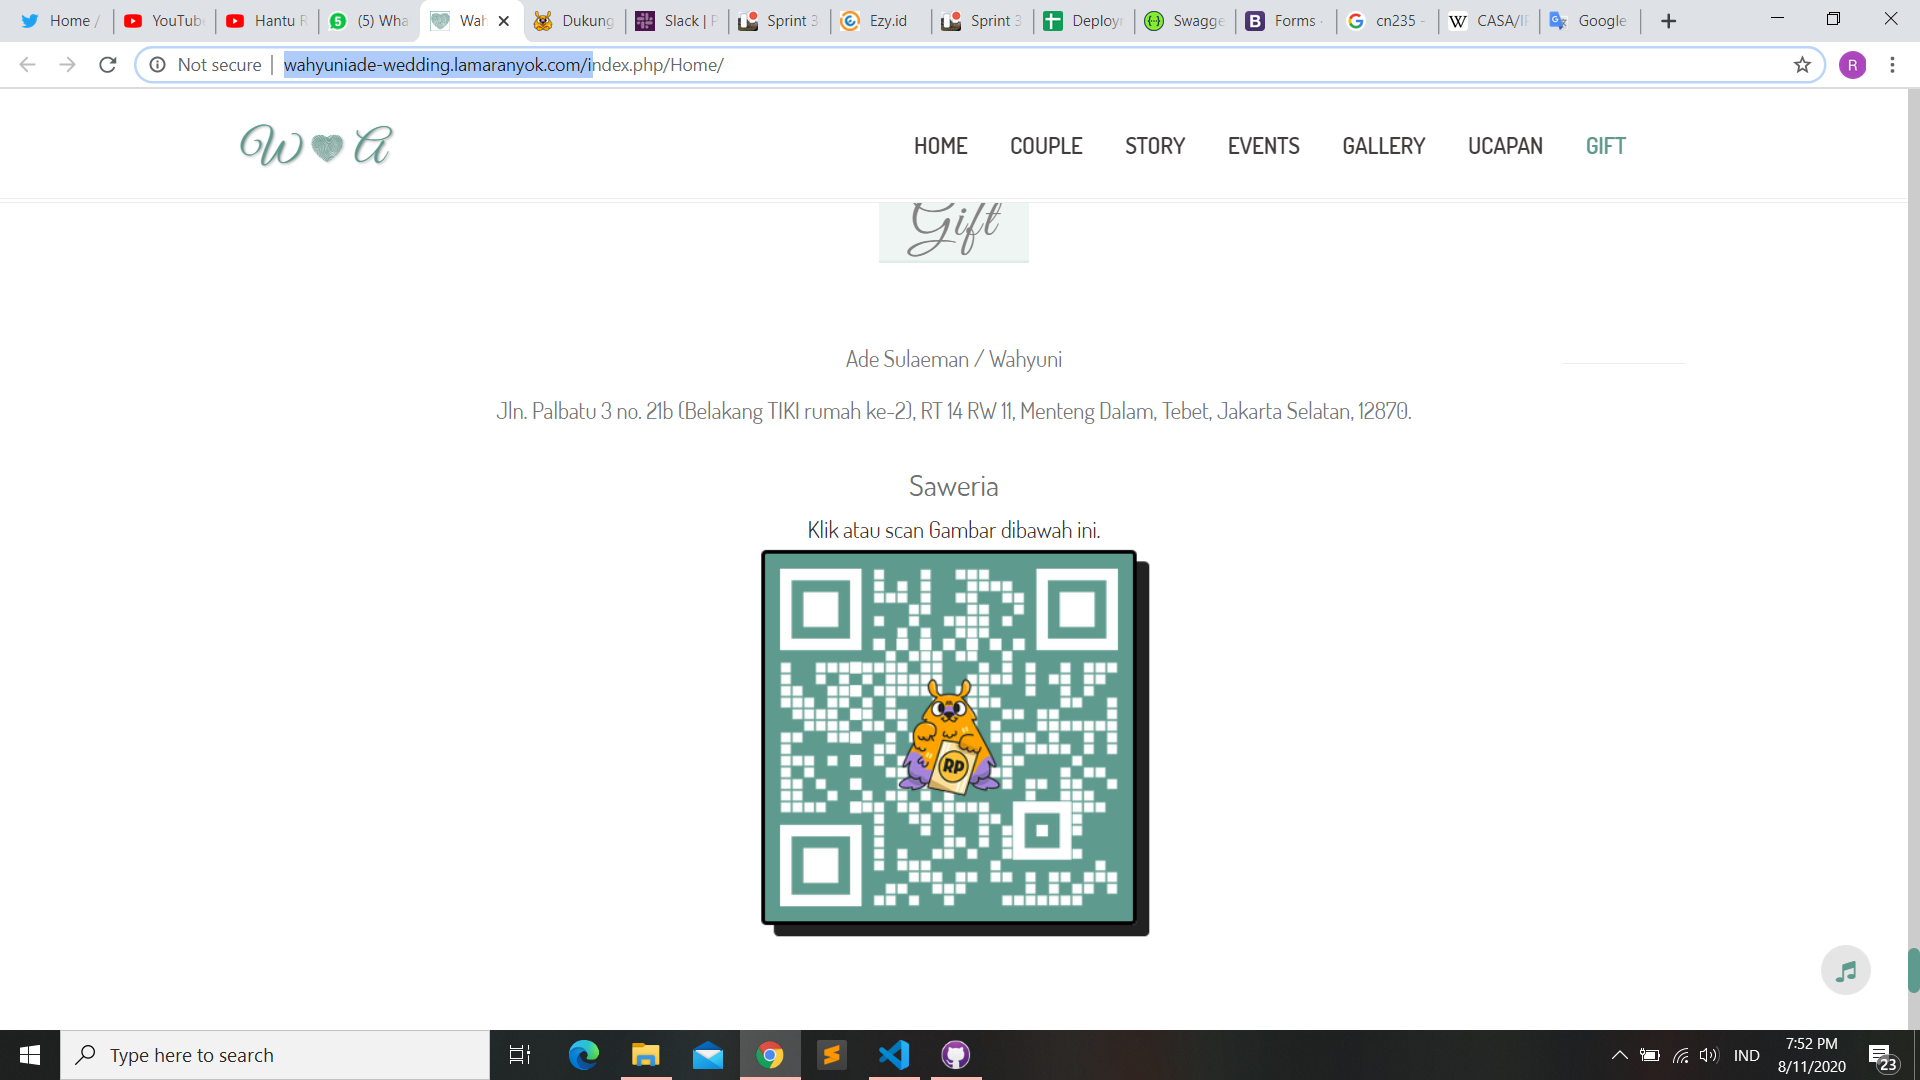 Home /
YouTube
Hantu R
(5) Wha
Wah
Dukung
Slack | P
Sprint 3
Ezy.id
Sprint 3
Deploy
Swagge
Forms -
cn235 -
CASA/IP
Google
Not secure | wahyuniade-wedding.lamaranyok.com/index.php/Home/
R
W A
HOME
COUPLE
STORY
EVENTS
GALLERY
UCAPAN
GIFT
Gift
Ade Sulaeman / Wahyuni
Jln. Palbatu 3 no. 21b (Belakang TIKI rumah ke-2), RT 14 RW 11, Menteng Dalam, Tebet, Jakarta Selatan, 12870.
Saweria
Klik atau scan Gambar dibawah ini.
RP
Type here to search
IND
7:52 PM
8/11/2020
23